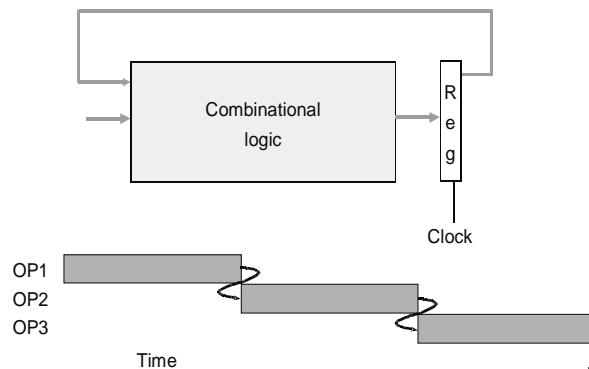 Combinational
logic
R
e
g
Clock
OP1
OP2
OP3
Time